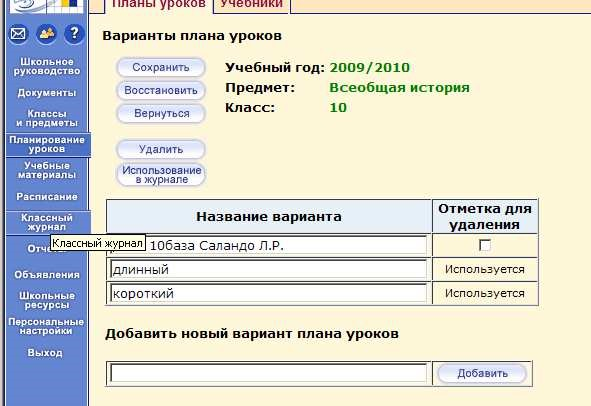 Планы уроков Учебники
?
Школьное
руководство
Документы
Классы
и предметы
Планирование
уроков
Учебные
материалы
Расписание
Классный
журнал
Классный журнал
Объявления
Школьные
ресурсы
Персональные
настройки
Выход
Варианты плана уроков
Сохранить
Восстановить
Вернуться
Удалить
Использование
в журнале
Учебный год: 2009/2010
Предмет: Всеобщая история
Класс: 10
Название варианта
Отметка для
удаления
10база Саландо Л.Р.
длинный Используется
короткий Используется
Добавить новый вариант плана уроков
Добавить